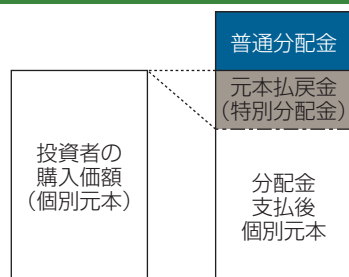 普通分配金
元本払戻金
（特別分配金）
投資者の
購入価額
（個別元本）
分配金
支払後
個別元本